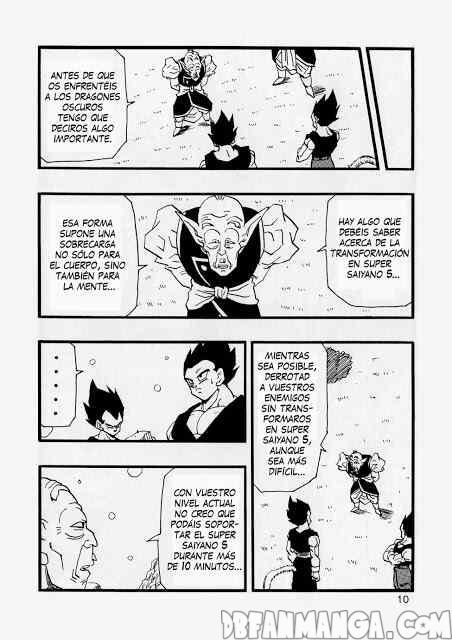 ANTES DE QUE
OS ENFRENTÉIS
A LOS DRAGONES
OSCUROS
TENGO QUE
DECIROS ALGO
IMPORTANTE.
HAY ALGO QUE
DEBÉIS SABER
ACERCA DE LA
TRANSFORMACIÓN
EN SUPER
SAIYANO 5...
ESA FORMA
SUPONE UNA
SOBRECARGA
NO SÓLO PARA
EL CUERPO, SINO
TAMBIÉN PARA
LA MENTE...
MIENTRAS
SEA POSIBLE,
DERROTAD
A VUESTROS
ENEMIGOS
SIN TRANS-
FORMAROS
EN SUPER
SAIYANO 5,
AUNQUE
SEA MÁS
DIFÍCIL...
......
CON VUESTRO
NIVEL ACTUAL
NO CREO QUE
PODÁIS SOPOR-
TAR EL SUPER
SAIYANO 5
DURANTE MÁS
DE 10 MINUTOS...
10
DBFANMANGA.COM